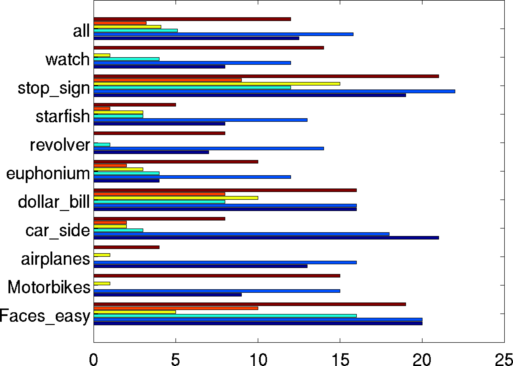 all
watch
stop_sign
starfish
revolver
euphonium
dollar_bill
car_side
airplanes
Motorbikes
Faces_easy
0 5 10 15 20 25